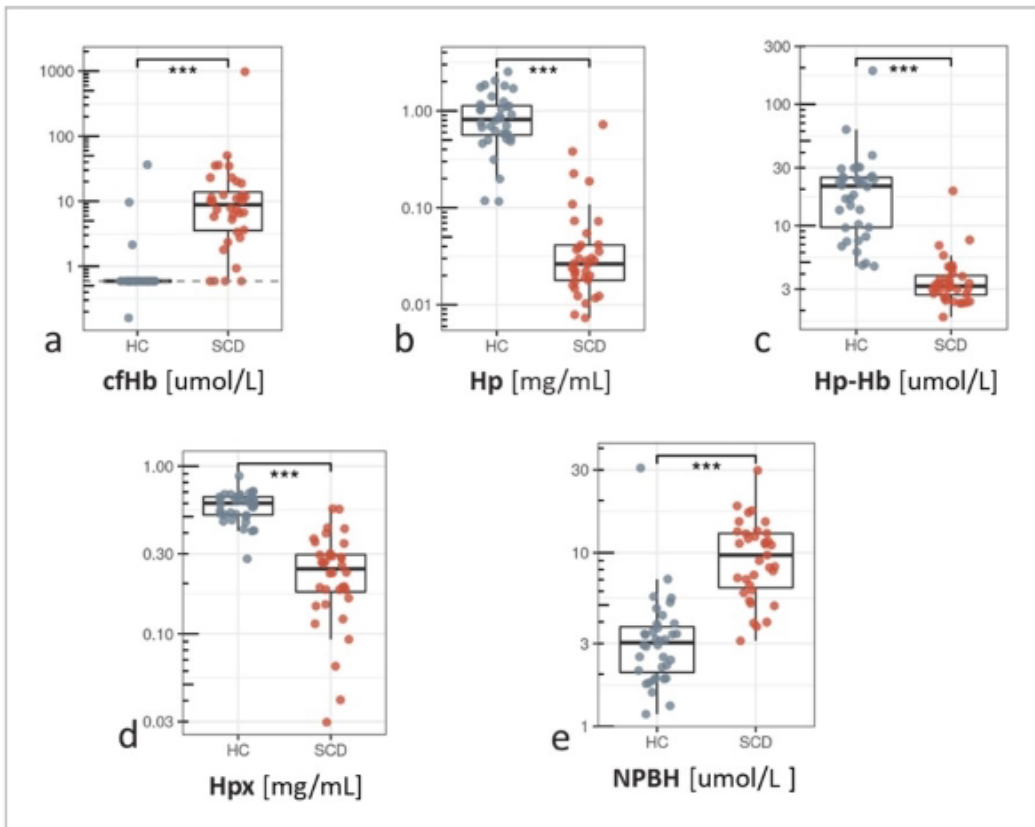 1000
100
10
1
***
HC
SCD
a
cfHb [umol/L]
1.00
0.10
0.01
***
HC
SCD
b
Hp [mg/mL]
300
100
30
10
3
***
HC
SCD
c
Hp-Hb [umol/L]
1.00
0.30
0.10
0.03
***
HC
SCD
d
Hpx [mg/mL]
30
10
3
1
***
HC
SCD
e
NPBH [umol/L ]